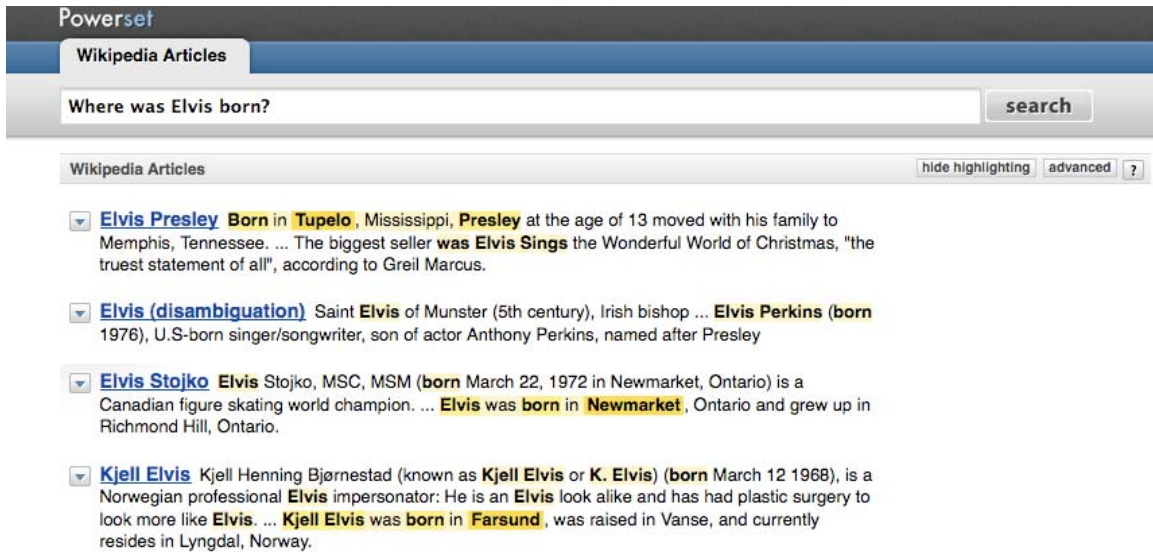 Powerset
Wikipedia Articles
Where was Elvis born?
search
Wikipedia Articles
hide highlighting advanced ?
Elvis Presley Born in Tupelo, Mississippi, Presley at the age of 13 moved with his family to
Memphis, Tennessee. ... The biggest seller was Elvis Sings the Wonderful World of Christmas, "the
truest statement of all", according to Greil Marcus.
Elvis (disambiguation) Saint Elvis of Munster (5th century), Irish bishop ... Elvis Perkins (born
1976), U.S-born singer/songwriter, son of actor Anthony Perkins, named after Presley
Elvis Stojko Elvis Stojko, MSC, MSM (born March 22, 1972 in Newmarket, Ontario) is a
Canadian figure skating world champion. ... Elvis was born in Newmarket, Ontario and grew up in
Richmond Hill, Ontario.
Kjell Elvis Kjell Henning Bjørnestad (known as Kjell Elvis or K. Elvis) (born March 12 1968), is a
Norwegian professional Elvis impersonator: He is an Elvis look alike and has had plastic surgery to
look more like Elvis. ... Kjell Elvis was born in Farsund, was raised in Vanse, and currently
resides in Lyngdal, Norway.